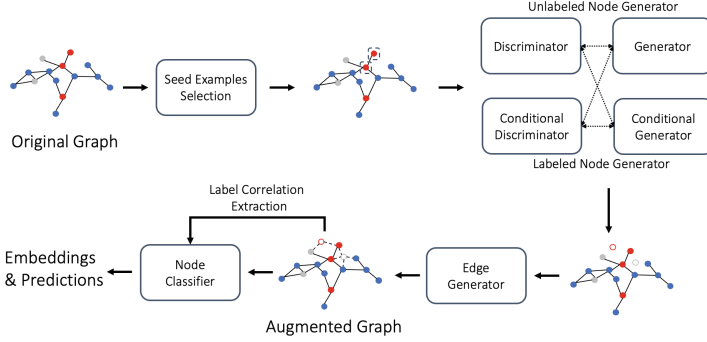 Unlabeled Node Generator
Discriminator
Generator
Seed Examples
Selection
Original Graph
Conditional
Discriminator
Conditional
Generator
Labeled Node Generator
Label Correlation
Extraction
Embeddings
& Predictions
Node
Classifier
Edge
Generator
Augmented Graph